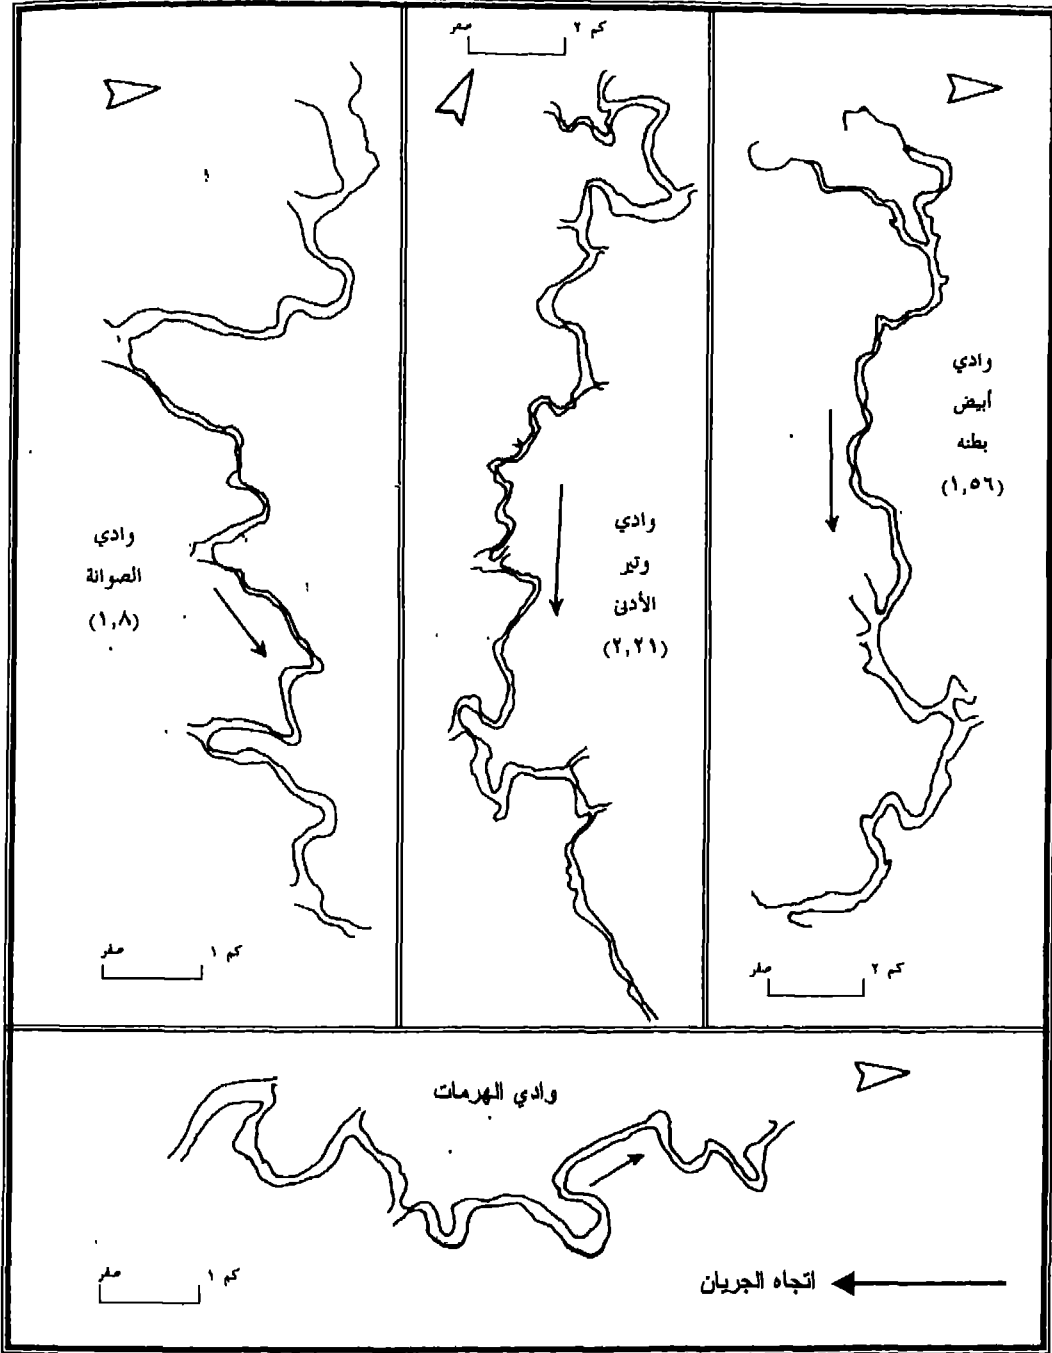 صفر كم ٢
وادي
أبيض
بطنه
(١,٥٦)
صفر كم ٢
وادي
وتير
الأدنى
(٢,٢١)
وادي
الصوانة
(١,٨)
صفر كم ١
وادي الهرمات
صفر كم ١
اتجاه الجريان